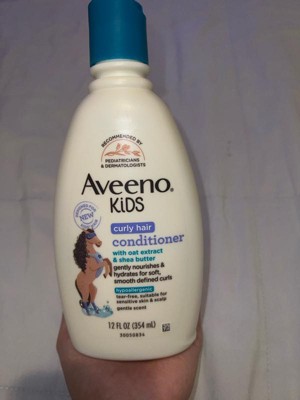 RECOMMENDED BY
PEDIATRICIANS
& DERMATOLOGISTS
Aveeno®
KiDS
NEW
curly hair
conditioner
with oat extract
& shea butter
gently nourishes &
hydrates for soft,
smooth defined curls
hypoallergenic
tear-free, suitable for
sensitive skin & scalp
gentle scent
12 FL OZ (354 mL)